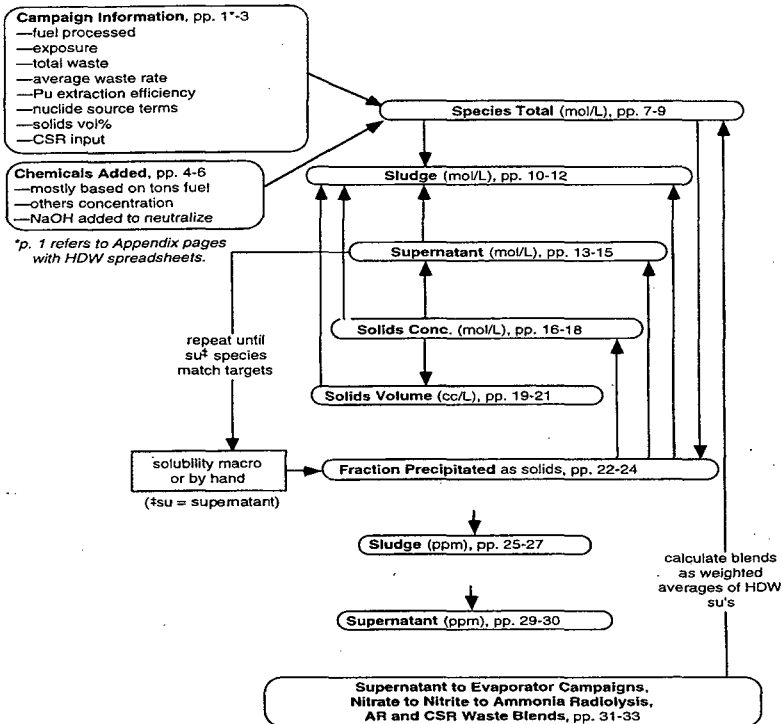 Campaign Information, pp. 1*-3
—fuel processed
—exposure
—total waste
—average waste rate
—Pu extraction efficiency
—nuclide source terms
—solids vol%
—CSR input
Species Total (mol/L), pp. 7-9
Chemicals Added, pp. 4-6
—mostly based on tons fuel
—others concentration
—NaOH added to neutralize
*p. 1 refers to Appendix pages
with HDW spreadsheets.
Sludge (mol/L), pp. 10-12
Supernatant (mol/L), pp. 13-15
Solids Conc. (mol/L), pp. 16-18
repeat until
su‡ species
match targets
Solids Volume (cc/L), pp. 19-21
solubility macro
or by hand
(‡su = supernatant)
Fraction Precipitated as solids, pp. 22-24
Sludge (ppm), pp. 25-27
calculate blends
as weighted
averages of HDW
su's
Supernatant (ppm), pp. 29-30
Supernatant to Evaporator Campaigns,
Nitrate to Nitrite to Ammonia Radiolysis,
AR and CSR Waste Blends, pp. 31-33